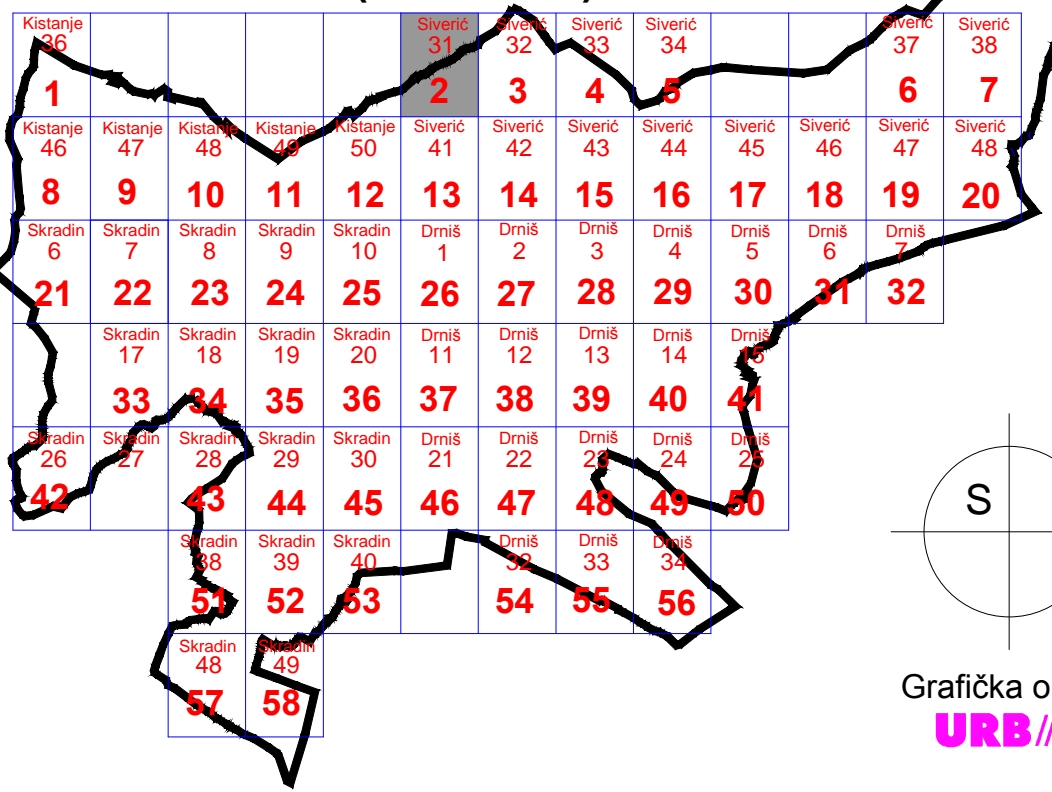 Kistanje Siverić Siverić Siverić Siverić Siverić Siverić
36 31 32 33 34 37 38
1 2 3 4 5 6 7
Kistanje Kistanje Kistanje Kistanje Kistanje Siverić Siverić Siverić Siverić Siverić Siverić Siverić Siverić
46 47 48 49 50 41 42 43 44 45 46 47 48
8 9 10 11 12 13 14 15 16 17 18 19 20
Skradin Skradin Skradin Skradin Skradin Drniš Drniš Drniš Drniš Drniš Drniš Drniš
6 7 8 9 10 1 2 3 4 5 6 7
21 22 23 24 25 26 27 28 29 30 31 32
Skradin Skradin Skradin Skradin Drniš Drniš Drniš Drniš Drniš
17 18 19 20 11 12 13 14 15
33 34 35 36 37 38 39 40 41
Skradin Skradin Skradin Skradin Skradin Drniš Drniš Drniš Drniš Drniš
26 27 28 29 30 21 22 23 24 25
42 43 44 45 46 47 48 49 50
Skradin Skradin Skradin Drniš Drniš Drniš
38 39 40 32 33 34
51 52 53 54 55 56
Skradin Skradin
48 49
57 58
S
Grafička o
URB//